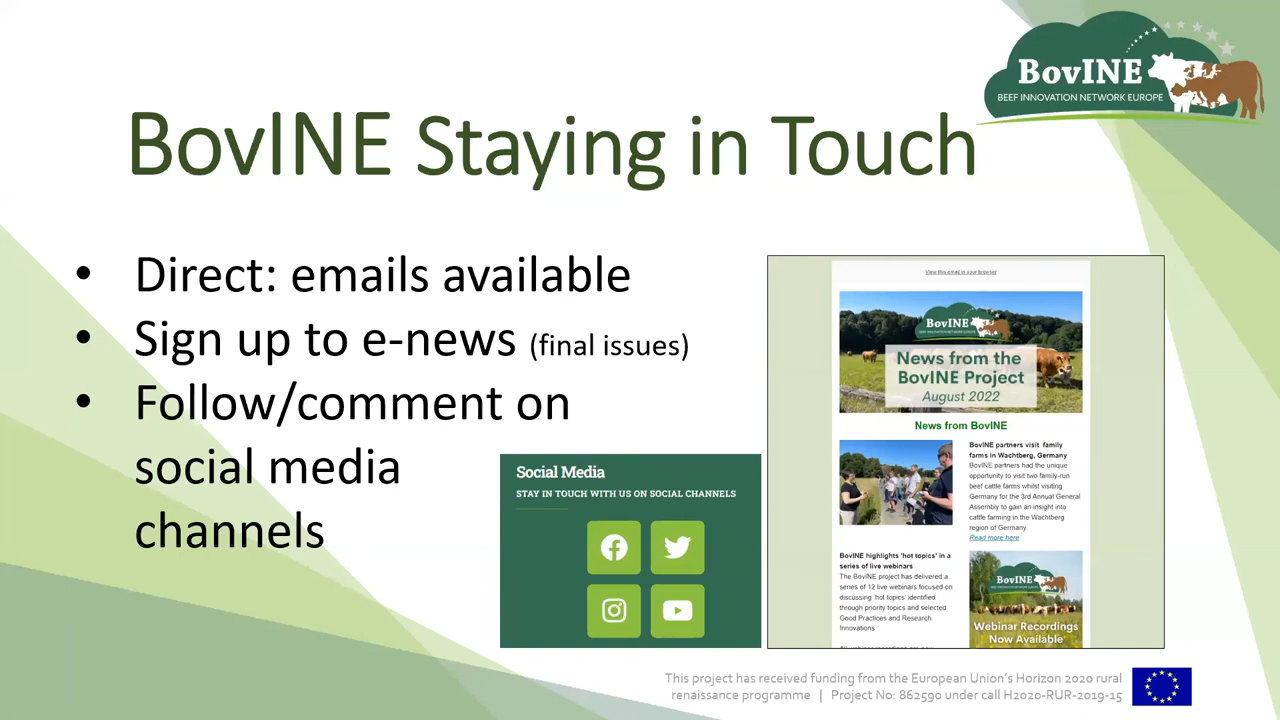 BovINE
BEEF INNOVATION NETWORK EUROPE
BovINE Staying in Touch
• Direct: emails available
• Sign up to e-news (final issues)
• Follow/comment on
social media
channels
Social Media
STAY IN TOUCH WITH US ON SOCIAL CHANNELS
View this email in your browser
BovINE
BEEF INNOVATION NETWORK EUROPE
News from the
BovINE Project
August 2022
News from BovINE
BovINE partners visit family
farms in Wachtberg, Germany
BovINE partners had the unique
opportunity to visit two family-run
beef cattle farms whilst visiting
Germany for the 3rd Annual General
Assembly to gain an insight into
cattle farming in the Wachtberg
region of Germany
Read more here
BovINE highlights 'hot topics' in a
series of live webinars
The BovINE project has delivered a
series of 12 live webinars focused on
discussing 'hot topics' identified
through priority topics and selected
Good Practices and Research
Innovations
BovINE
Webinar Recordings
Now Available
This project has received funding from the European Union's Horizon 2020 rural
renaissance programme | Project No: 862590 under call H2020-RUR-2019-15